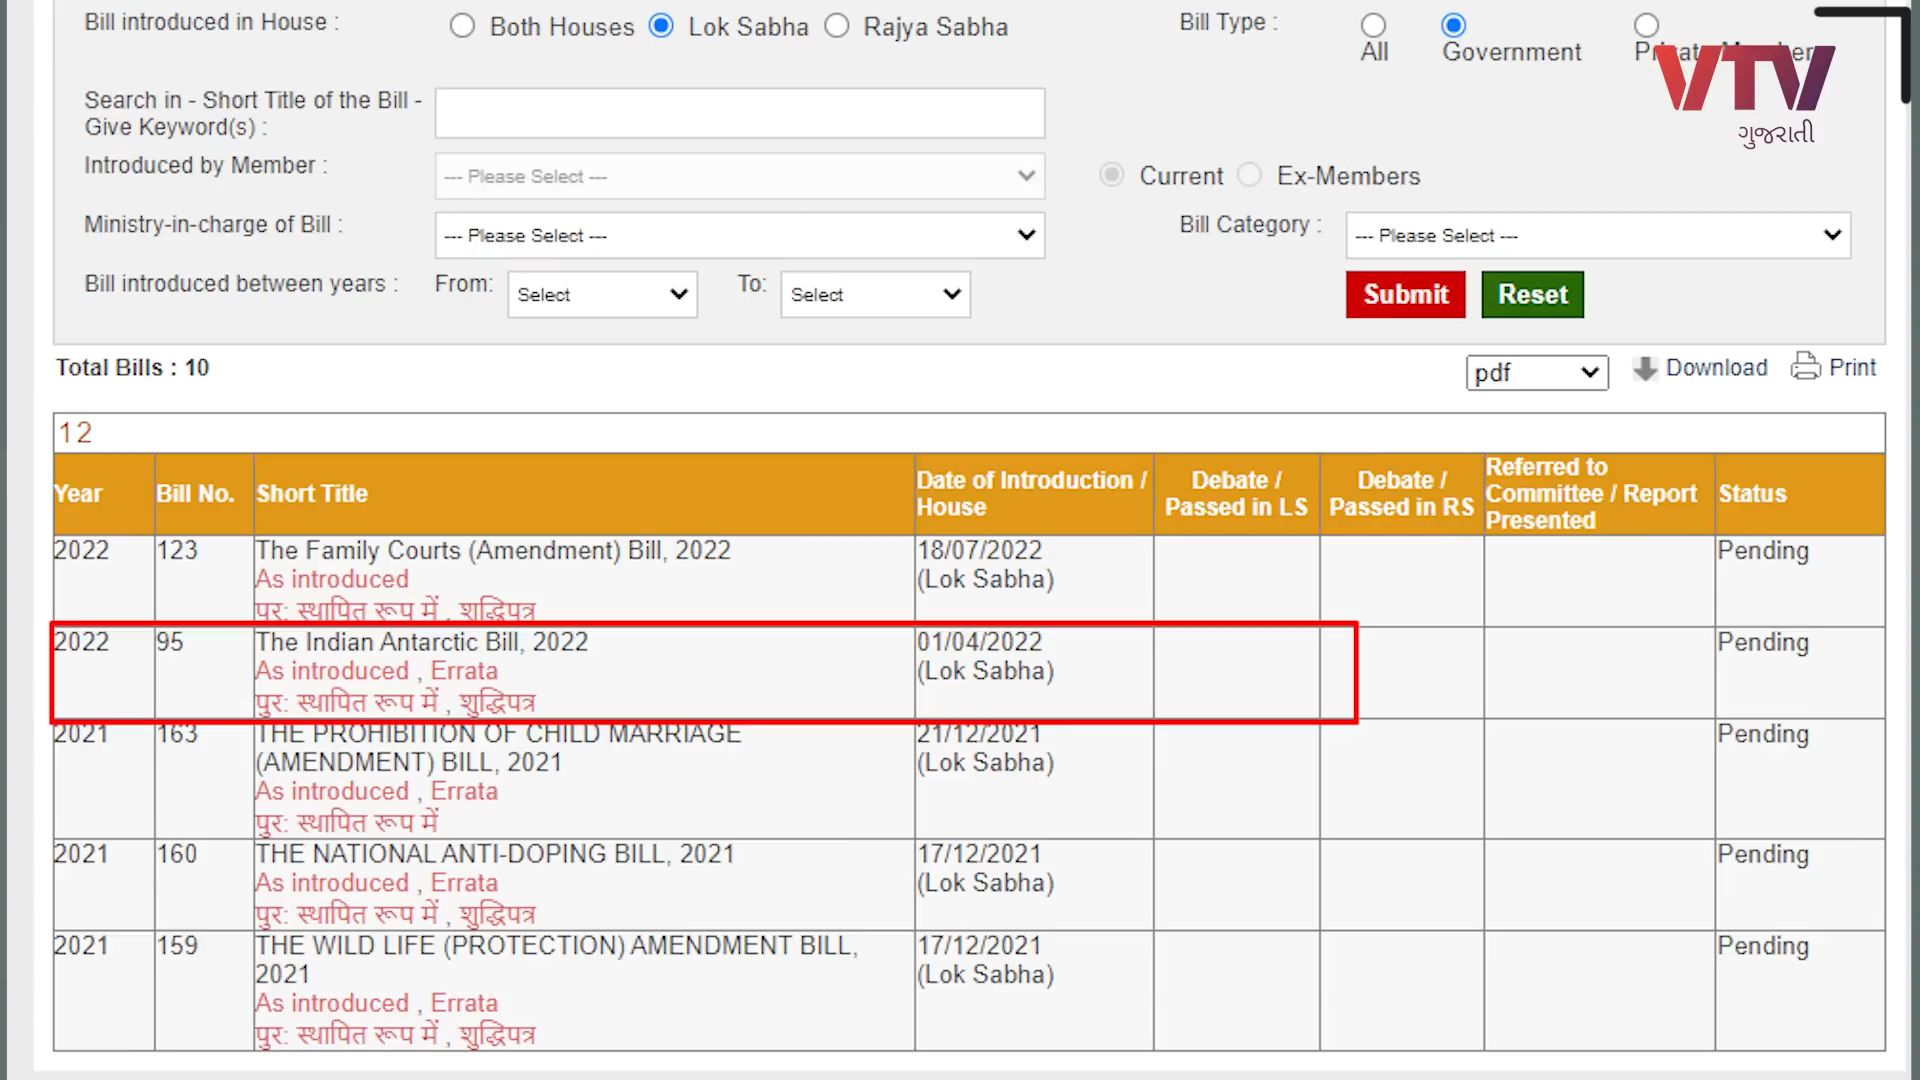 Bill introduced in House : Both Houses Lok Sabha Rajya Sabha Bill Type : All Government
VTV
ગુજરાતી
Search in - Short Title of the Bill -
Give Keyword(s) :
Introduced by Member : --- Please Select --- Current Ex-Members
Ministry-in-charge of Bill : --- Please Select --- Bill Category : --- Please Select ---
Bill introduced between years : From: Select To: Select Submit Reset
Total Bills : 10 pdf Download Print
1 2
Year Bill No. Short Title Date of Introduction / House Debate / Passed in LS Debate / Passed in RS Referred to Committee / Report Presented Status
2022 123 The Family Courts (Amendment) Bill, 2022 18/07/2022 Pending
As introduced (Lok Sabha)
पुर: स्थापित रूप में , शुद्धिपत्र
2022 95 The Indian Antarctic Bill, 2022 01/04/2022 Pending
As introduced , Errata (Lok Sabha)
पुर: स्थापित रूप में , शुद्धिपत्र
2021 163 THE PROHIBITION OF CHILD MARRIAGE 21/12/2021 Pending
(AMENDMENT) BILL, 2021 (Lok Sabha)
As introduced , Errata
पुर: स्थापित रूप में
2021 160 THE NATIONAL ANTI-DOPING BILL, 2021 17/12/2021 Pending
As introduced , Errata (Lok Sabha)
पुर: स्थापित रूप में , शुद्धिपत्र
2021 159 THE WILD LIFE (PROTECTION) AMENDMENT BILL, 17/12/2021 Pending
2021 (Lok Sabha)
As introduced , Errata
पुर: स्थापित रूप में , शुद्धिपत्र